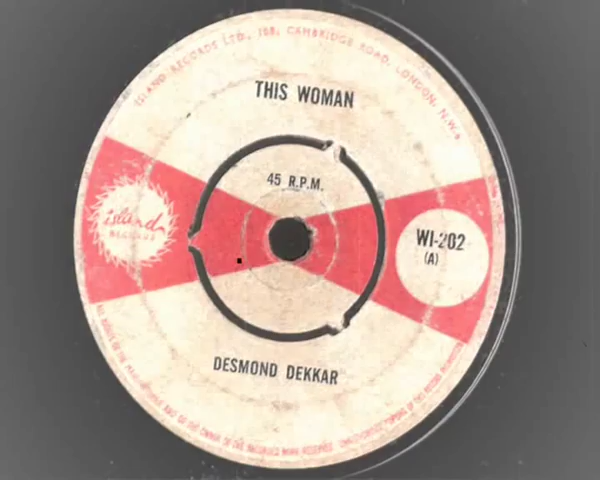 ISLAND RECORDS LTD., 108, CAMBRIDGE ROAD, LONDON, N.W.6
THIS WOMAN
45 R.P.M.
island
RECORDS
WI-202
(A)
DESMOND DEKKAR